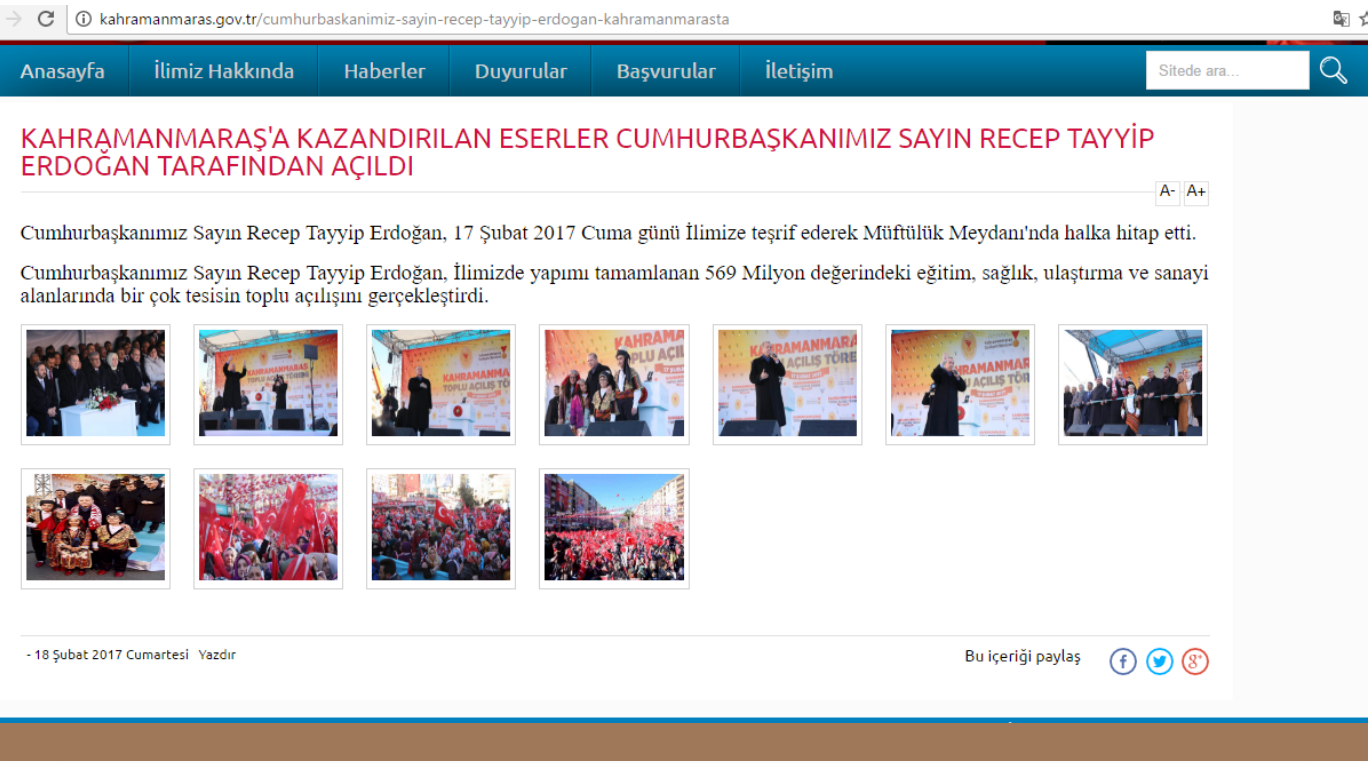 kahramanmaras.gov.tr/cumhurbaskanimiz-sayin-recep-tayyip-erdogan-kahramanmarasta
Anasayfa İlimiz Hakkında Haberler Duyurular Başvurular İletişim Sitede ara...
KAHRAMANMARAŞ'A KAZANDIRILAN ESERLER CUMHURBAŞKANIMIZ SAYIN RECEP TAYYİP
ERDOĞAN TARAFINDAN AÇILDI
A- A+
Cumhurbaşkanımız Sayın Recep Tayyip Erdoğan, 17 Şubat 2017 Cuma günü İlimize teşrif ederek Müftülük Meydanı'nda halka hitap etti.
Cumhurbaşkanımız Sayın Recep Tayyip Erdoğan, İlimizde yapımı tamamlanan 569 Milyon değerindeki eğitim, sağlık, ulaştırma ve sanayi
alanlarında bir çok tesisin toplu açılışını gerçekleştirdi.
- 18 Şubat 2017 Cumartesi Yazdır
Bu içeriği paylaş